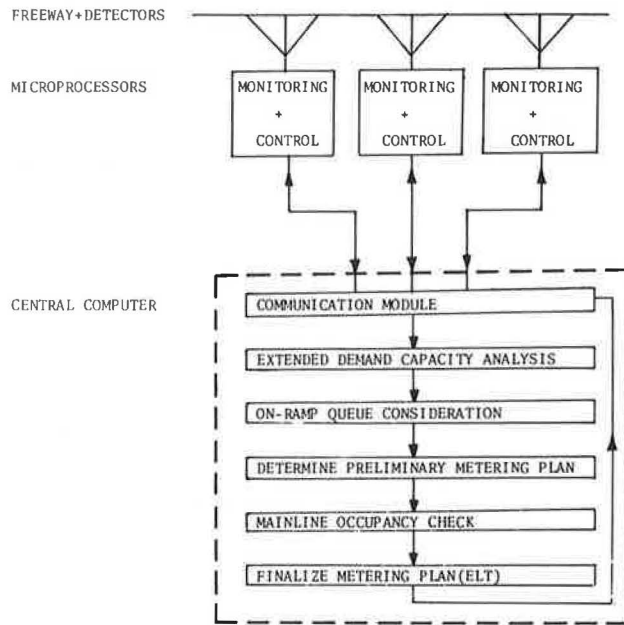 FREEWAY+DETECTORS
MICROPROCESSORS
MONITORING
+
CONTROL
MONITORING
+
CONTROL
MONITORING
+
CONTROL
CENTRAL COMPUTER
COMMUNICATION MODULE
EXTENDED DEMAND CAPACITY ANALYSIS
ON-RAMP QUEUE CONSIDERATION
DETERMINE PRELIMINARY METERING PLAN
MAINLINE OCCUPANCY CHECK
FINALIZE METERING PLAN(ELT)